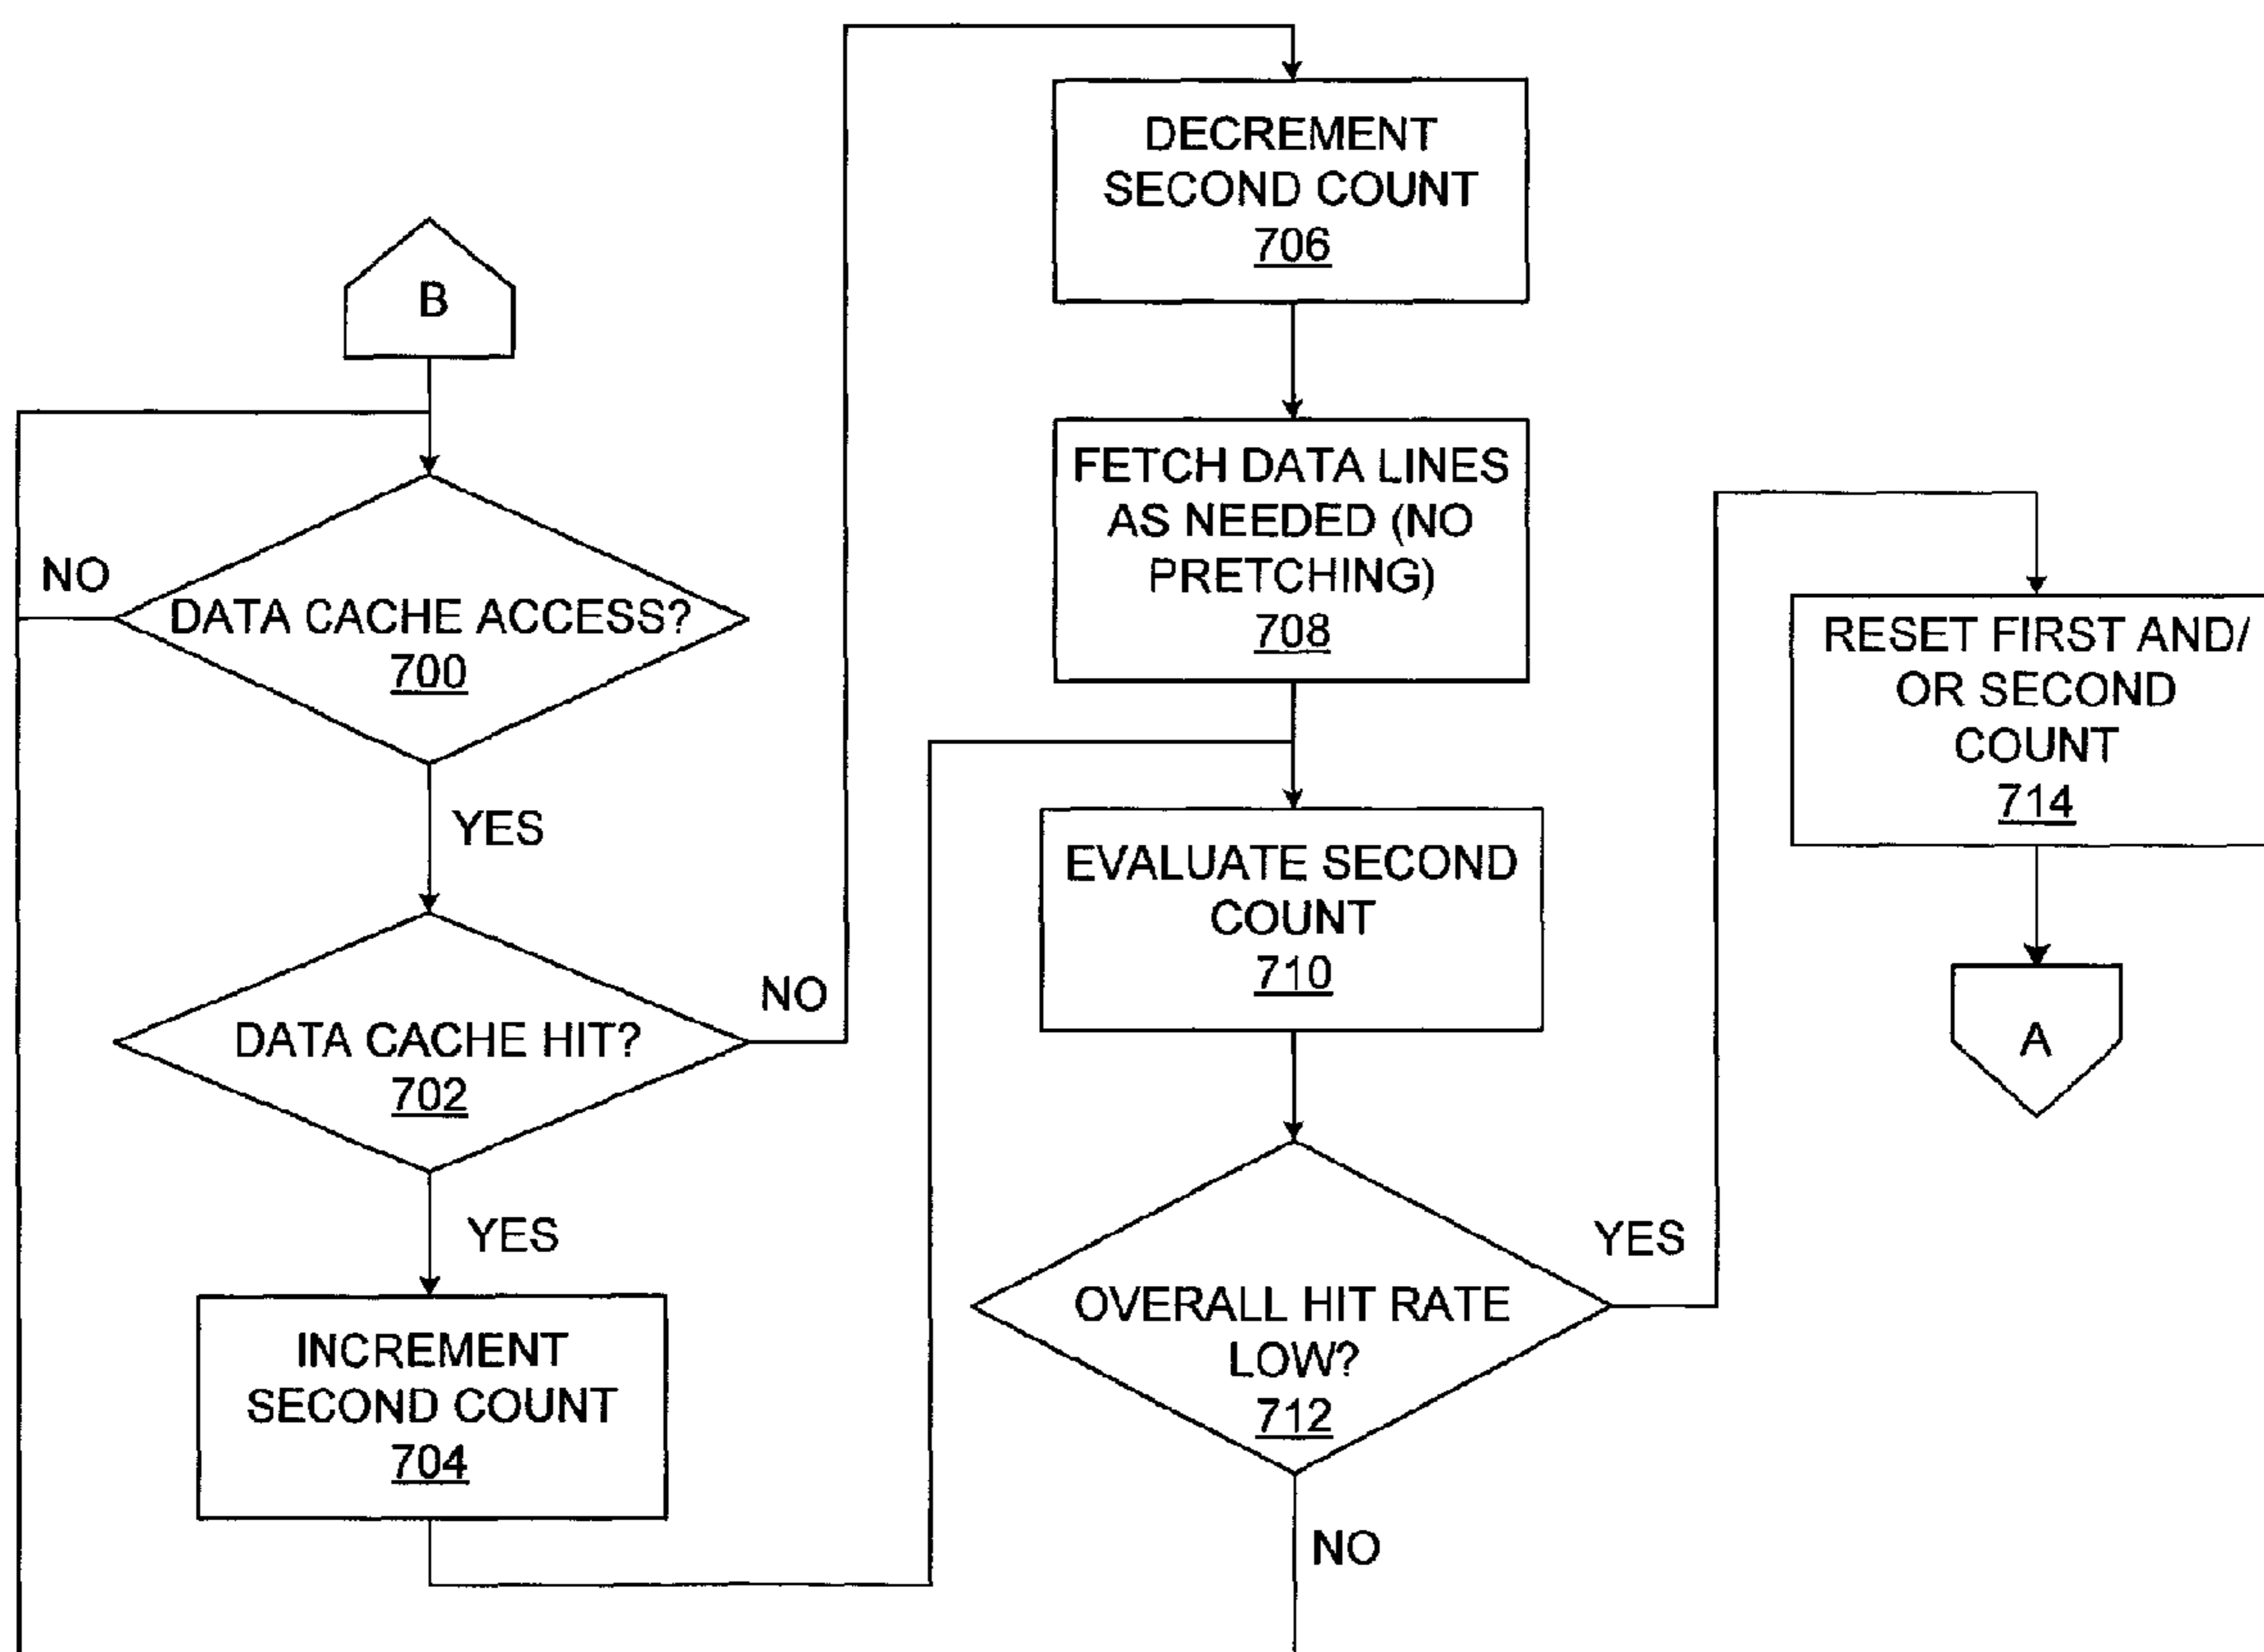 B
NO
DATA CACHE ACCESS?
700
YES
DATA CACHE HIT?
702
NO
YES
INCREMENT
SECOND COUNT
704
DECREMENT
SECOND COUNT
706
FETCH DATA LINES
AS NEEDED (NO
PRETCHING)
708
EVALUATE SECOND
COUNT
710
OVERALL HIT RATE
LOW?
712
YES
NO
RESET FIRST AND/
OR SECOND
COUNT
714
A